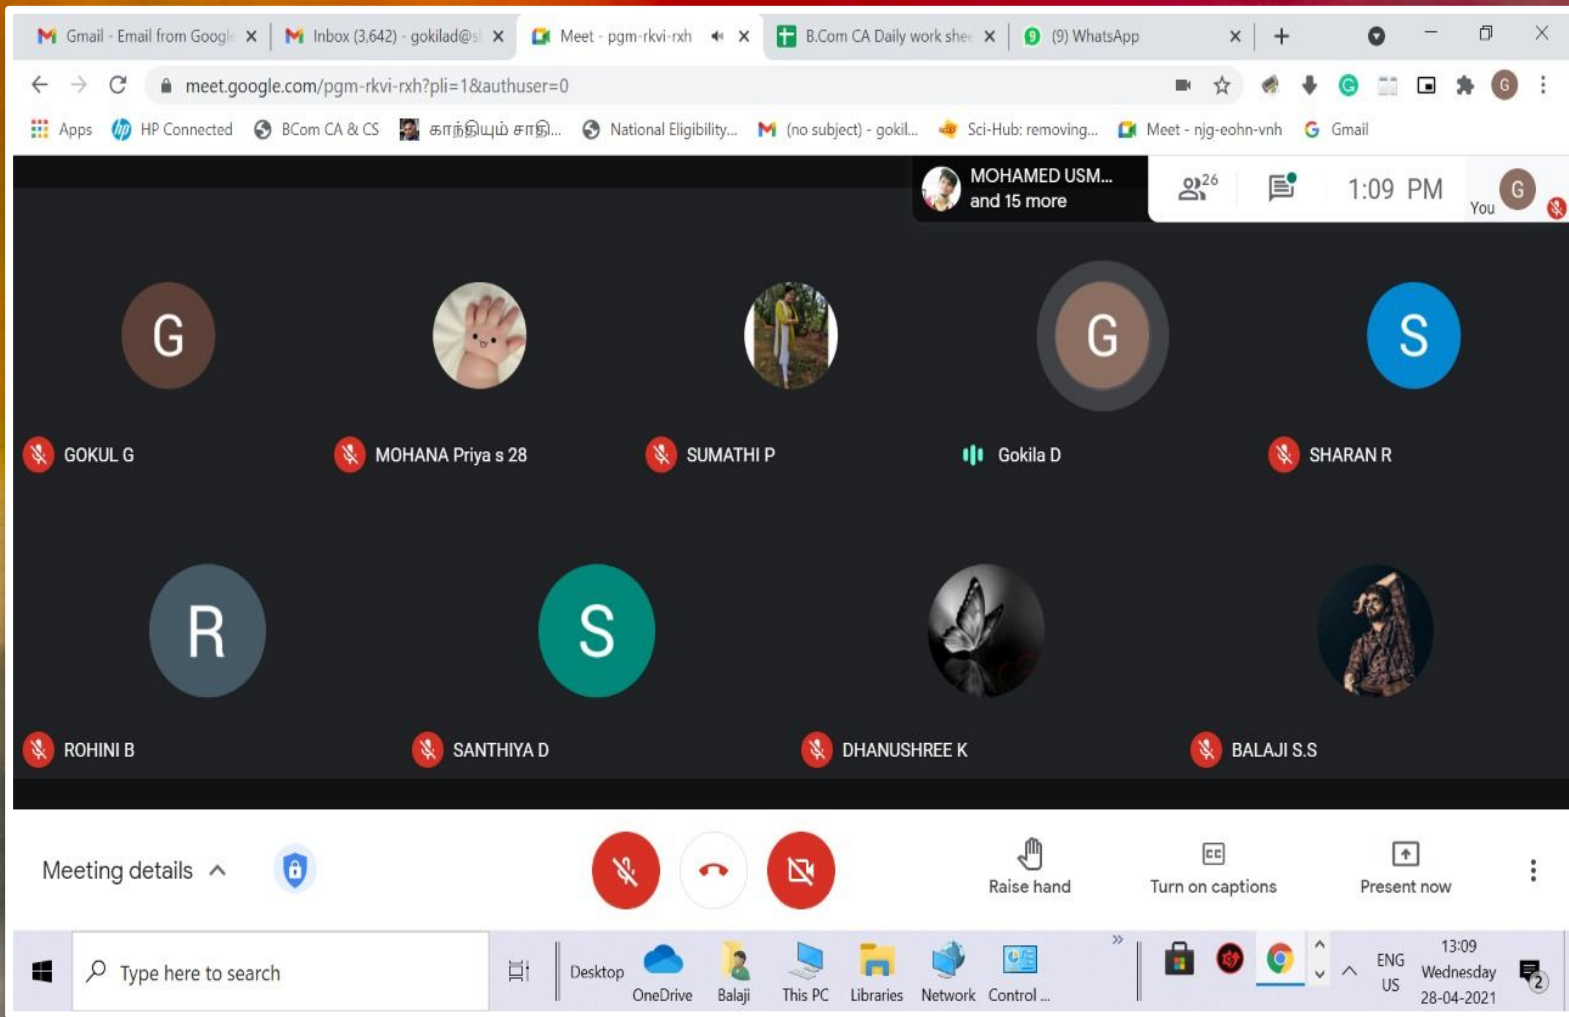 Gmail - Email from Google
Inbox (3,642) - gokilad@s
Meet - pgm-rkvi-rxh
B.Com CA Daily work shee
(9) WhatsApp
meet.google.com/pgm-rkvi-rxh?pli=1&authuser=0
G
Apps
HP Connected
BCom CA & CS
காந்தியும் சாதி...
National Eligibility...
(no subject) - gokil...
Sci-Hub: removing...
Meet - njg-eohn-vnh
Gmail
MOHAMED USM...
and 15 more
26
1:09 PM
You
G
G
G
S
GOKUL G
MOHANA Priya s 28
SUMATHI P
Gokila D
SHARAN R
R
S
ROHINI B
SANTHIYA D
DHANUSHREE K
BALAJI S.S
Meeting details
Raise hand
CC
Turn on captions
Present now
Type here to search
Desktop
OneDrive
Balaji
This PC
Libraries
Network
Control ...
ENG
US
13:09
Wednesday
28-04-2021
2